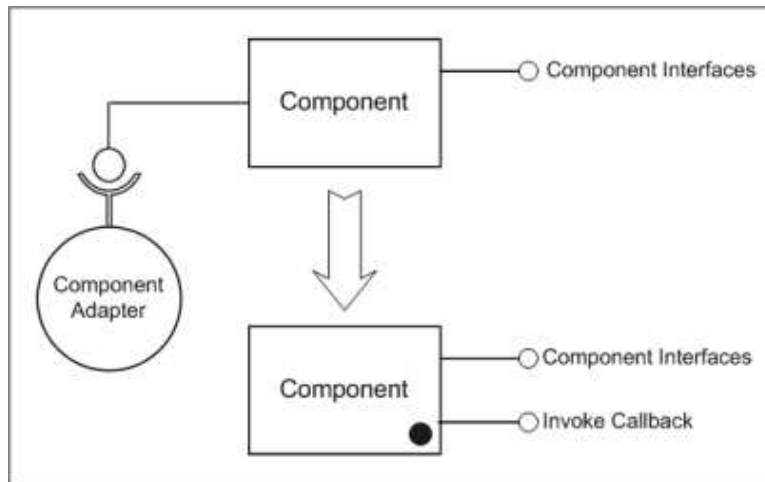 Component Interfaces
Component
Component
Adapter
Component Interfaces
Component
Invoke Callback